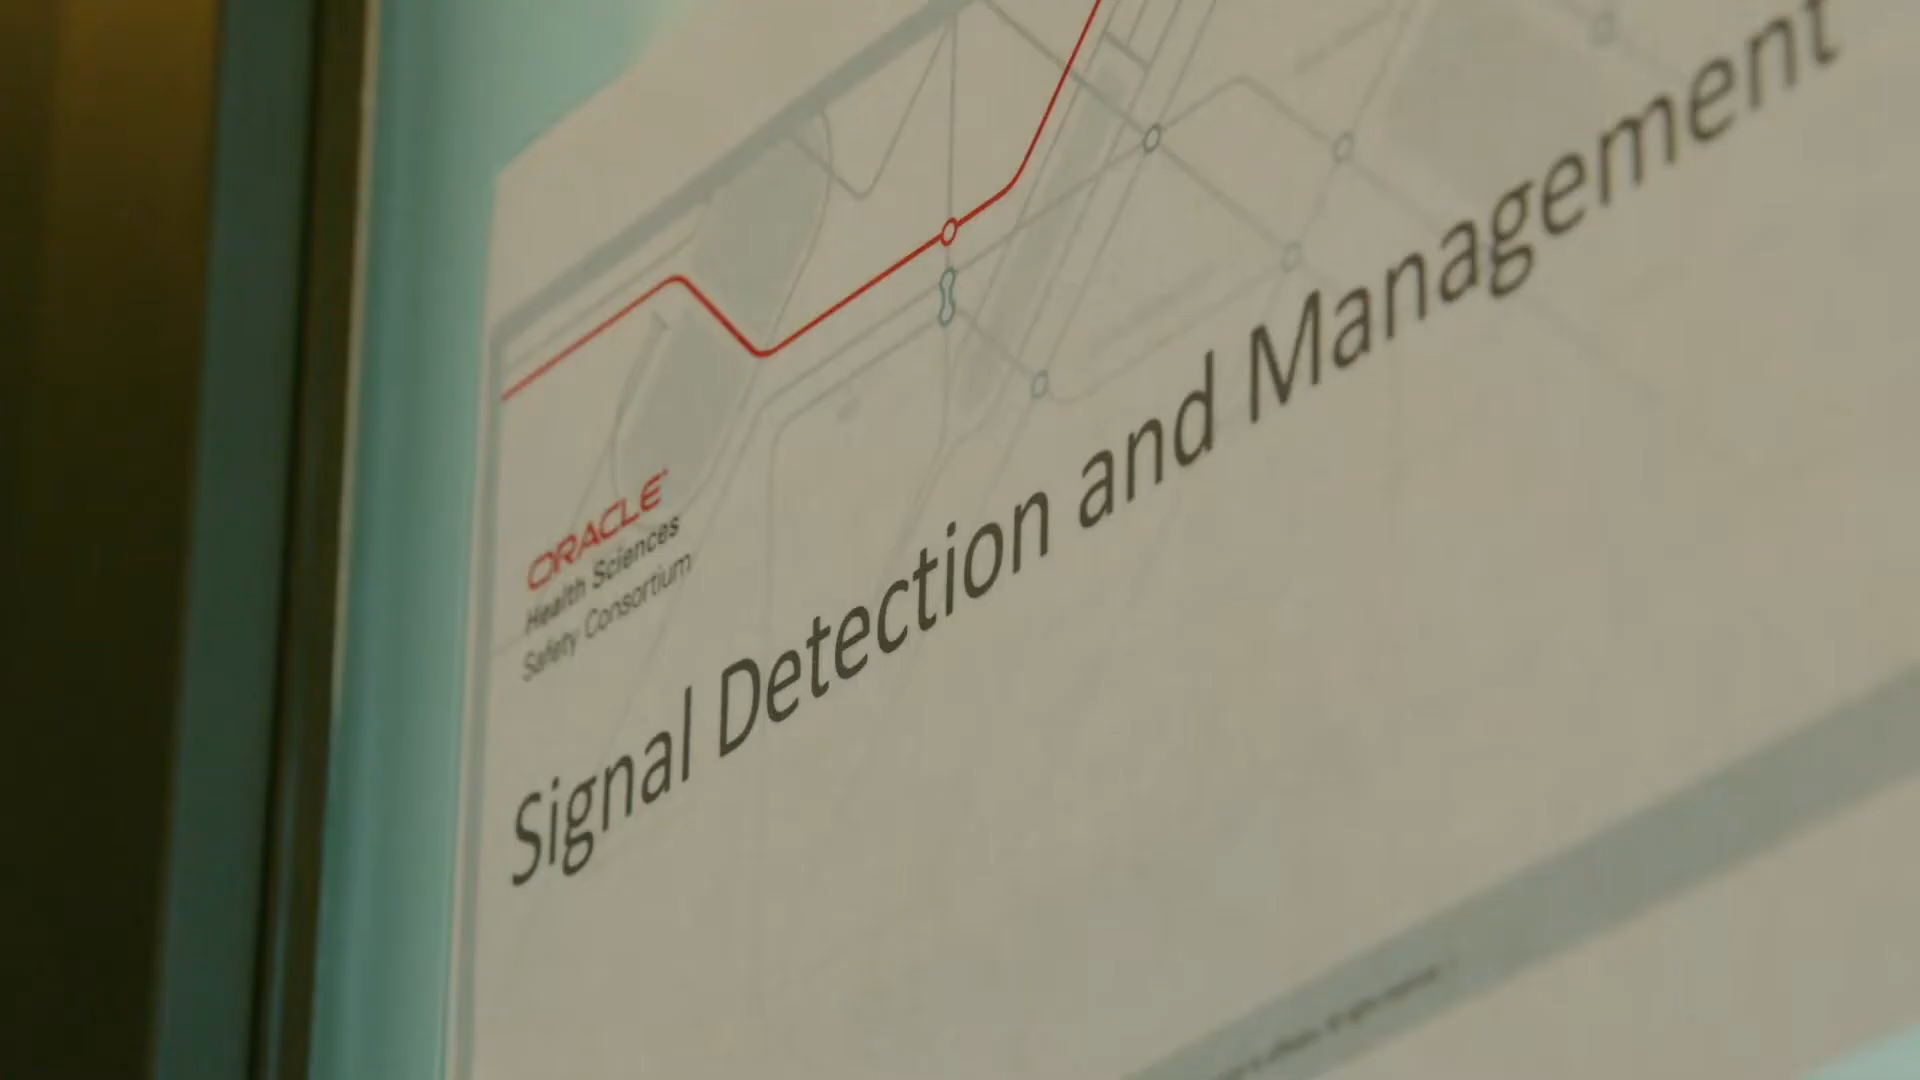 ORACLE
Health Sciences
Safety Consortium
Signal Detection and Management